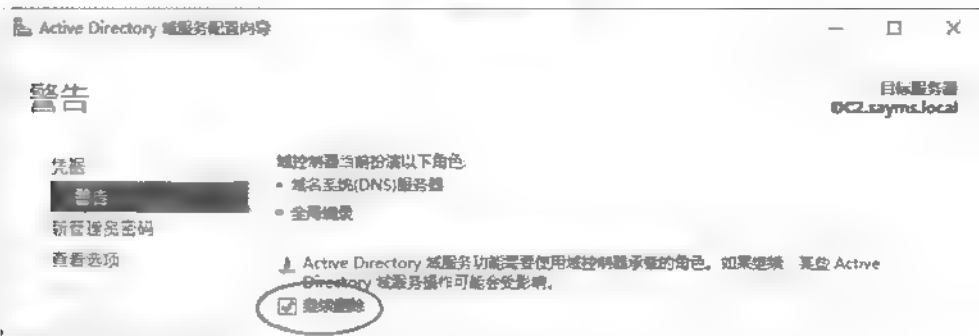 Active Directory 域服务配置向导
警告
目标服务器
DC2.sayms.local
凭据
警告
新管理员密码
查看选项
域控制器当前扮演以下角色:
• 域名系统(DNS)服务器
• 全局编录
Active Directory 域服务功能需要使用域控制器承载的角色。如果继续 某些 Active
Directory 域服务操作可能会受影响。
继续删除